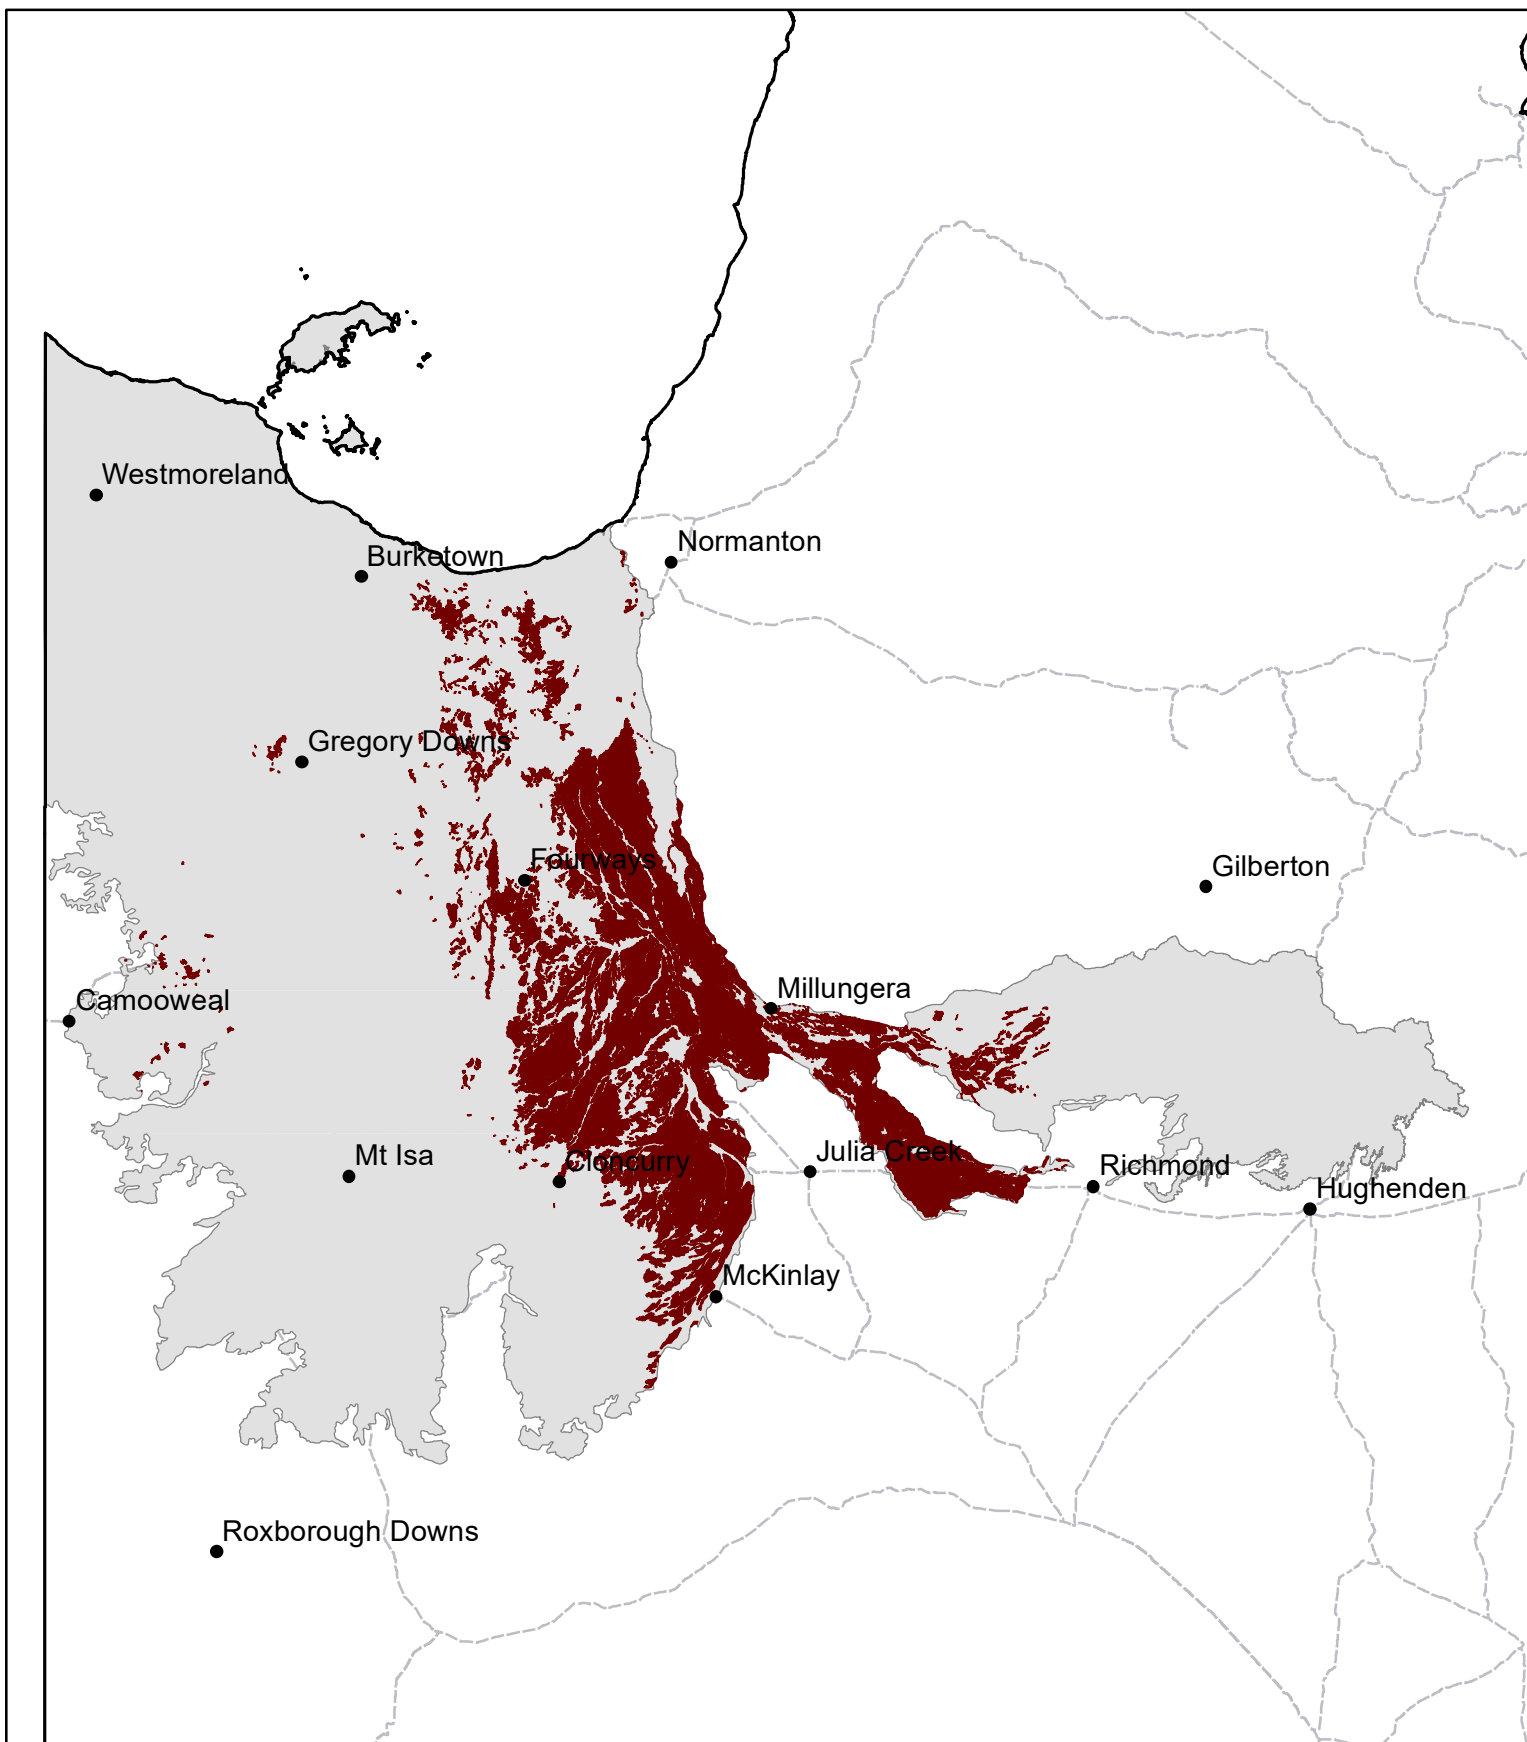 Westmoreland
Normanton
Burketown
Gregory Downs
Fourways
Gilberton
Millungera
Camooweal
Mt Isa
Cloncurry
Julia Creek
Richmond
Hughenden
McKinlay
Roxborough Downs